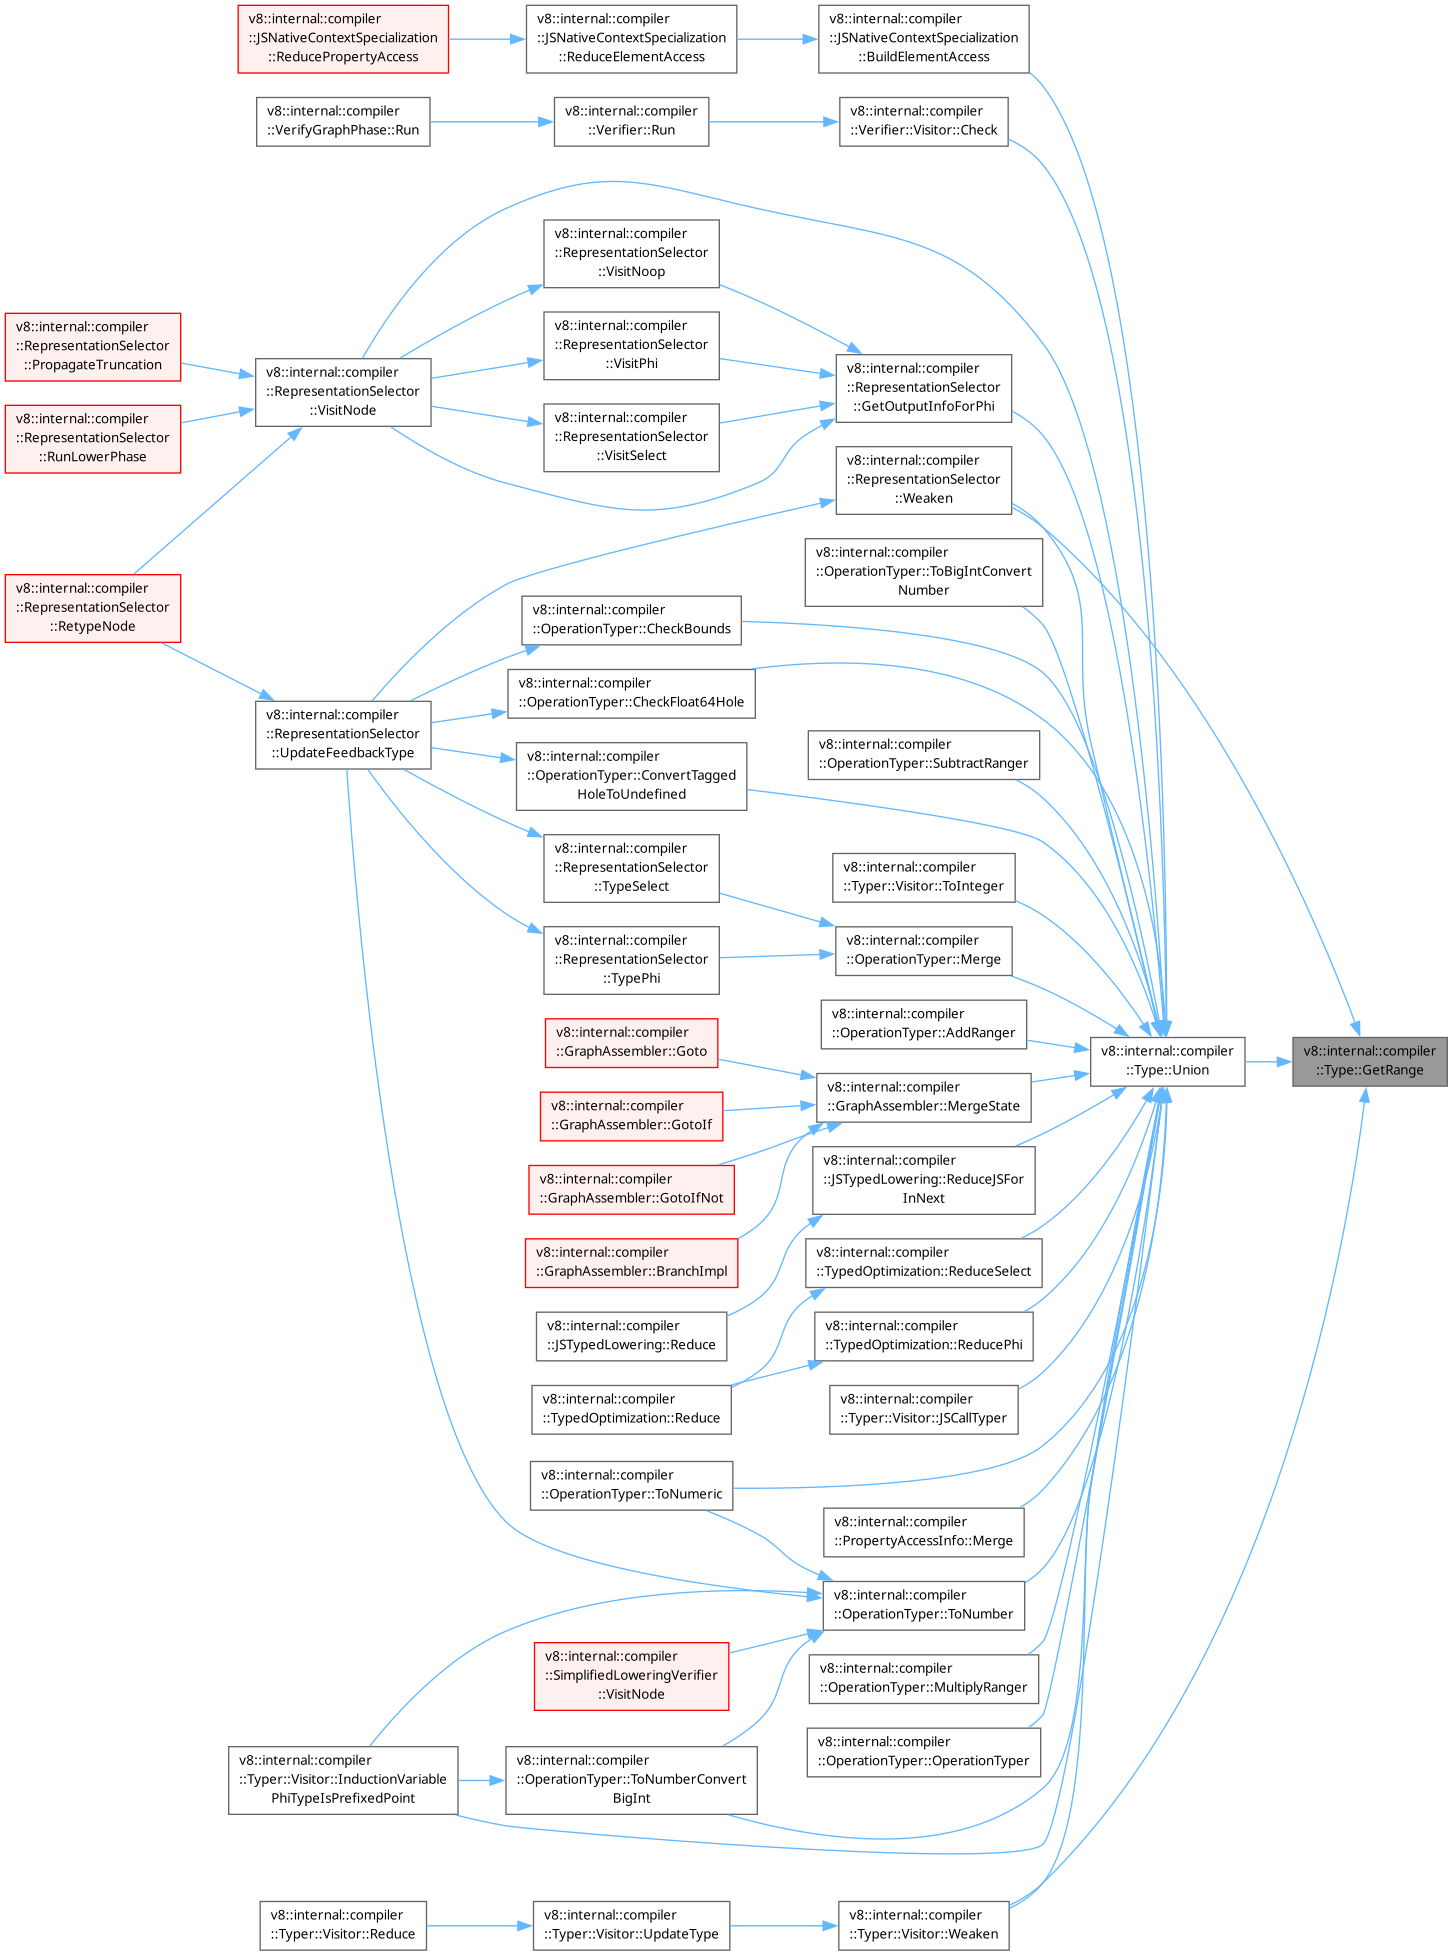 v8::internal::compiler
::JSNativeContextSpecialization
::ReducePropertyAccess
v8::internal::compiler
::JSNativeContextSpecialization
::ReduceElementAccess
v8::internal::compiler
::JSNativeContextSpecialization
::BuildElementAccess
v8::internal::compiler
::VerifyGraphPhase::Run
v8::internal::compiler
::Verifier::Run
v8::internal::compiler
::Verifier::Visitor::Check
v8::internal::compiler
::RepresentationSelector
::VisitNoop
v8::internal::compiler
::RepresentationSelector
::PropagateTruncation
v8::internal::compiler
::RepresentationSelector
::VisitPhi
v8::internal::compiler
::RepresentationSelector
::VisitNode
v8::internal::compiler
::RepresentationSelector
::GetOutputInfoForPhi
v8::internal::compiler
::RepresentationSelector
::RunLowerPhase
v8::internal::compiler
::RepresentationSelector
::VisitSelect
v8::internal::compiler
::RepresentationSelector
::Weaken
v8::internal::compiler
::OperationTyper::ToBigIntConvert
Number
v8::internal::compiler
::RepresentationSelector
::RetypeNode
v8::internal::compiler
::OperationTyper::CheckBounds
v8::internal::compiler
::OperationTyper::CheckFloat64Hole
v8::internal::compiler
::RepresentationSelector
::UpdateFeedbackType
v8::internal::compiler
::OperationTyper::SubtractRanger
v8::internal::compiler
::OperationTyper::ConvertTagged
HoleToUndefined
v8::internal::compiler
::RepresentationSelector
::TypeSelect
v8::internal::compiler
::Typer::Visitor::ToInteger
v8::internal::compiler
::RepresentationSelector
::TypePhi
v8::internal::compiler
::OperationTyper::Merge
v8::internal::compiler
::OperationTyper::AddRanger
v8::internal::compiler
::GraphAssembler::Goto
v8::internal::compiler
::Type::Union
v8::internal::compiler
::Type::GetRange
v8::internal::compiler
::GraphAssembler::MergeState
v8::internal::compiler
::GraphAssembler::GotoIf
v8::internal::compiler
::GraphAssembler::GotoIfNot
v8::internal::compiler
::JSTypedLowering::ReduceJSFor
InNext
v8::internal::compiler
::GraphAssembler::BranchImpl
v8::internal::compiler
::TypedOptimization::ReduceSelect
v8::internal::compiler
::JSTypedLowering::Reduce
v8::internal::compiler
::TypedOptimization::ReducePhi
v8::internal::compiler
::TypedOptimization::Reduce
v8::internal::compiler
::Typer::Visitor::JSCallTyper
v8::internal::compiler
::OperationTyper::ToNumeric
v8::internal::compiler
::PropertyAccessInfo::Merge
v8::internal::compiler
::OperationTyper::ToNumber
v8::internal::compiler
::SimplifiedLoweringVerifier
::VisitNode
v8::internal::compiler
::OperationTyper::MultiplyRanger
v8::internal::compiler
::OperationTyper::OperationTyper
v8::internal::compiler
::Typer::Visitor::InductionVariable
PhiTypeIsPrefixedPoint
v8::internal::compiler
::OperationTyper::ToNumberConvert
BigInt
v8::internal::compiler
::Typer::Visitor::Reduce
v8::internal::compiler
::Typer::Visitor::UpdateType
v8::internal::compiler
::Typer::Visitor::Weaken